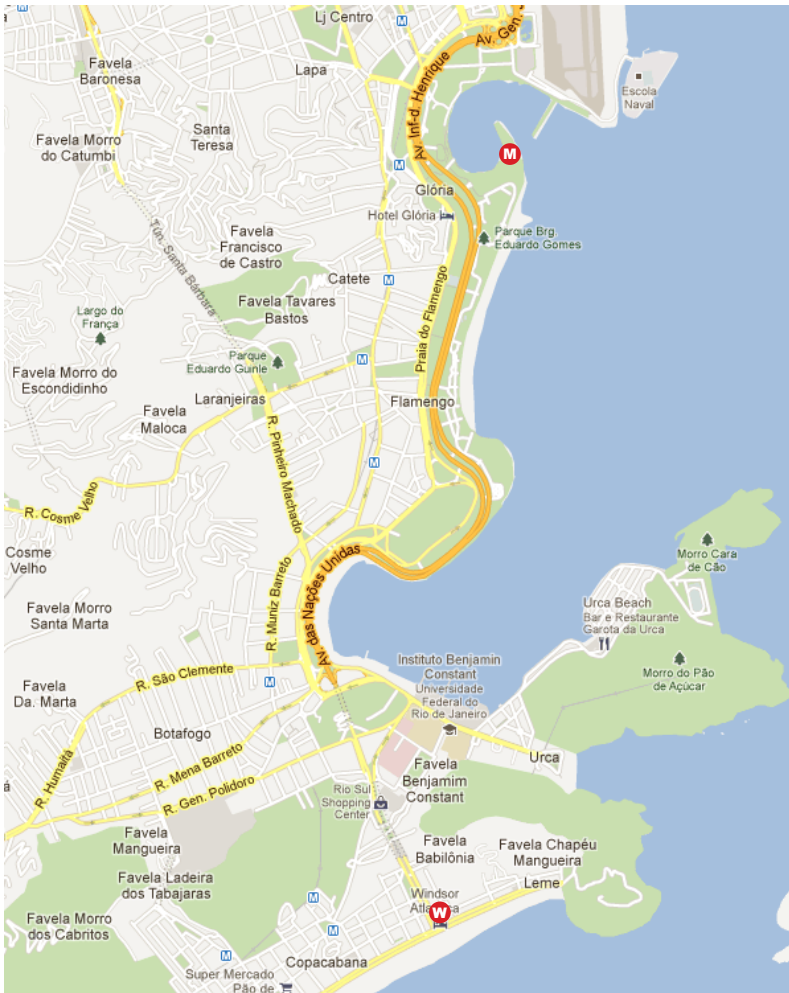 Lj Centro
Av. Gen.
Favela
Baronesa
Lapa
Av. Inf-d. Henrique
Escola
Naval
Santa
Teresa
Favela Morro
do Catumbi
M
M
Glória
Hotel Glória
Parque Brg.
Eduardo Gomes
Tún. Santa Bárbara
Favela
Francisco
de Castro
Catete
M
Favela Tavares
Bastos
Largo do
França
Praia do Flamengo
Parque
Eduardo Guinle
M
Favela Morro do
Escondidinho
Laranjeiras
Flamengo
Favela
Maloca
R. Pinheiro Machado
M
R. Cosme Velho
Cosme
Velho
Av. das Nações Unidas
Morro Cara
de Cão
R. Muniz Barreto
Favela Morro
Santa Marta
Urca Beach
Bar e Restaurante
Garota da Urca
R. São Clemente
M
Instituto Benjamin
Constant
Universidade
Federal do
Rio de Janeiro
Morro do Pão
de Açúcar
Favela
Da. Marta
Botafogo
R. Humaitá
R. Mena Barreto
Urca
Favela
Benjamim
Constant
R. Gen. Polidoro
Rio Sul
Shopping
Center
Favela
Mangueira
Favela
Babilônia
Favela Chapéu
Mangueira
Favela Ladeira
dos Tabajaras
Leme
M
Windsor
W
Favela Morro
dos Cabritos
M
M
Copacabana
Super Mercado
Pão de